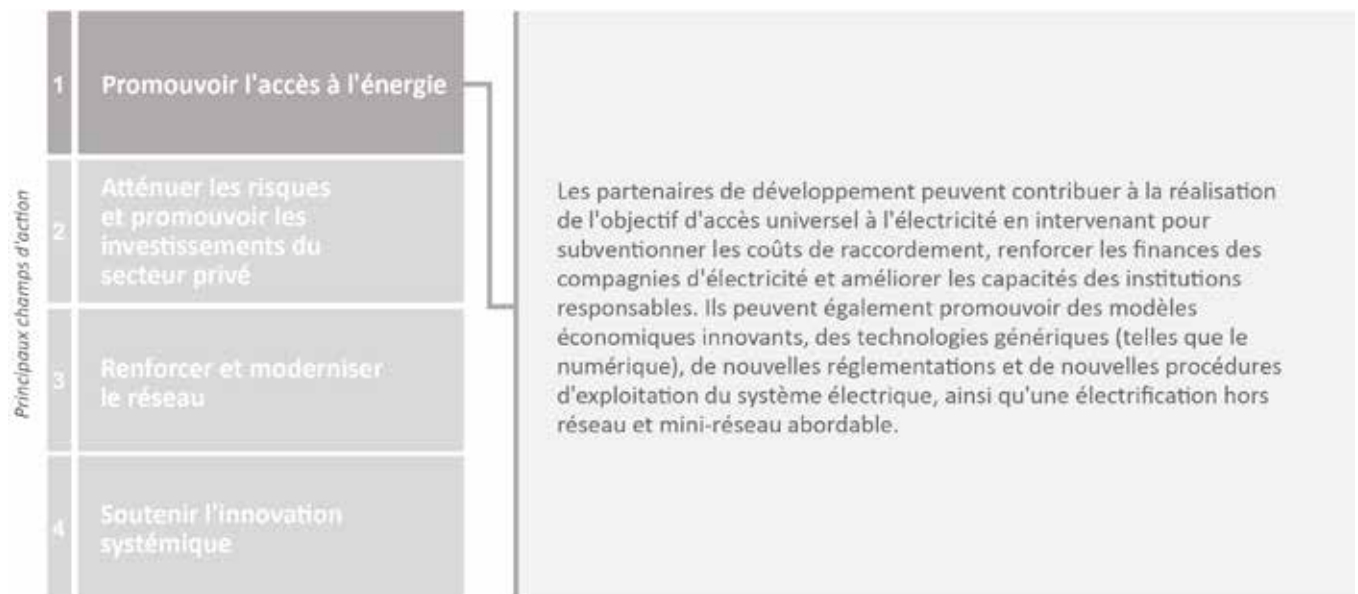 Principaux champs d'action
1
Promouvoir l'accès à l'énergie
2
Atténuer les risques
et promouvoir les
investissements du
secteur privé
3
Renforcer et moderniser
le réseau
4
Soutenir l'innovation
systémique
Les partenaires de développement peuvent contribuer à la réalisation
de l'objectif d'accès universel à l'électricité en intervenant pour
subventionner les coûts de raccordement, renforcer les finances des
compagnies d'électricité et améliorer les capacités des institutions
responsables. Ils peuvent également promouvoir des modèles
économiques innovants, des technologies génériques (telles que le
numérique), de nouvelles réglementations et de nouvelles procédures
d'exploitation du système électrique, ainsi qu'une électrification hors
réseau et mini-réseau abordable.